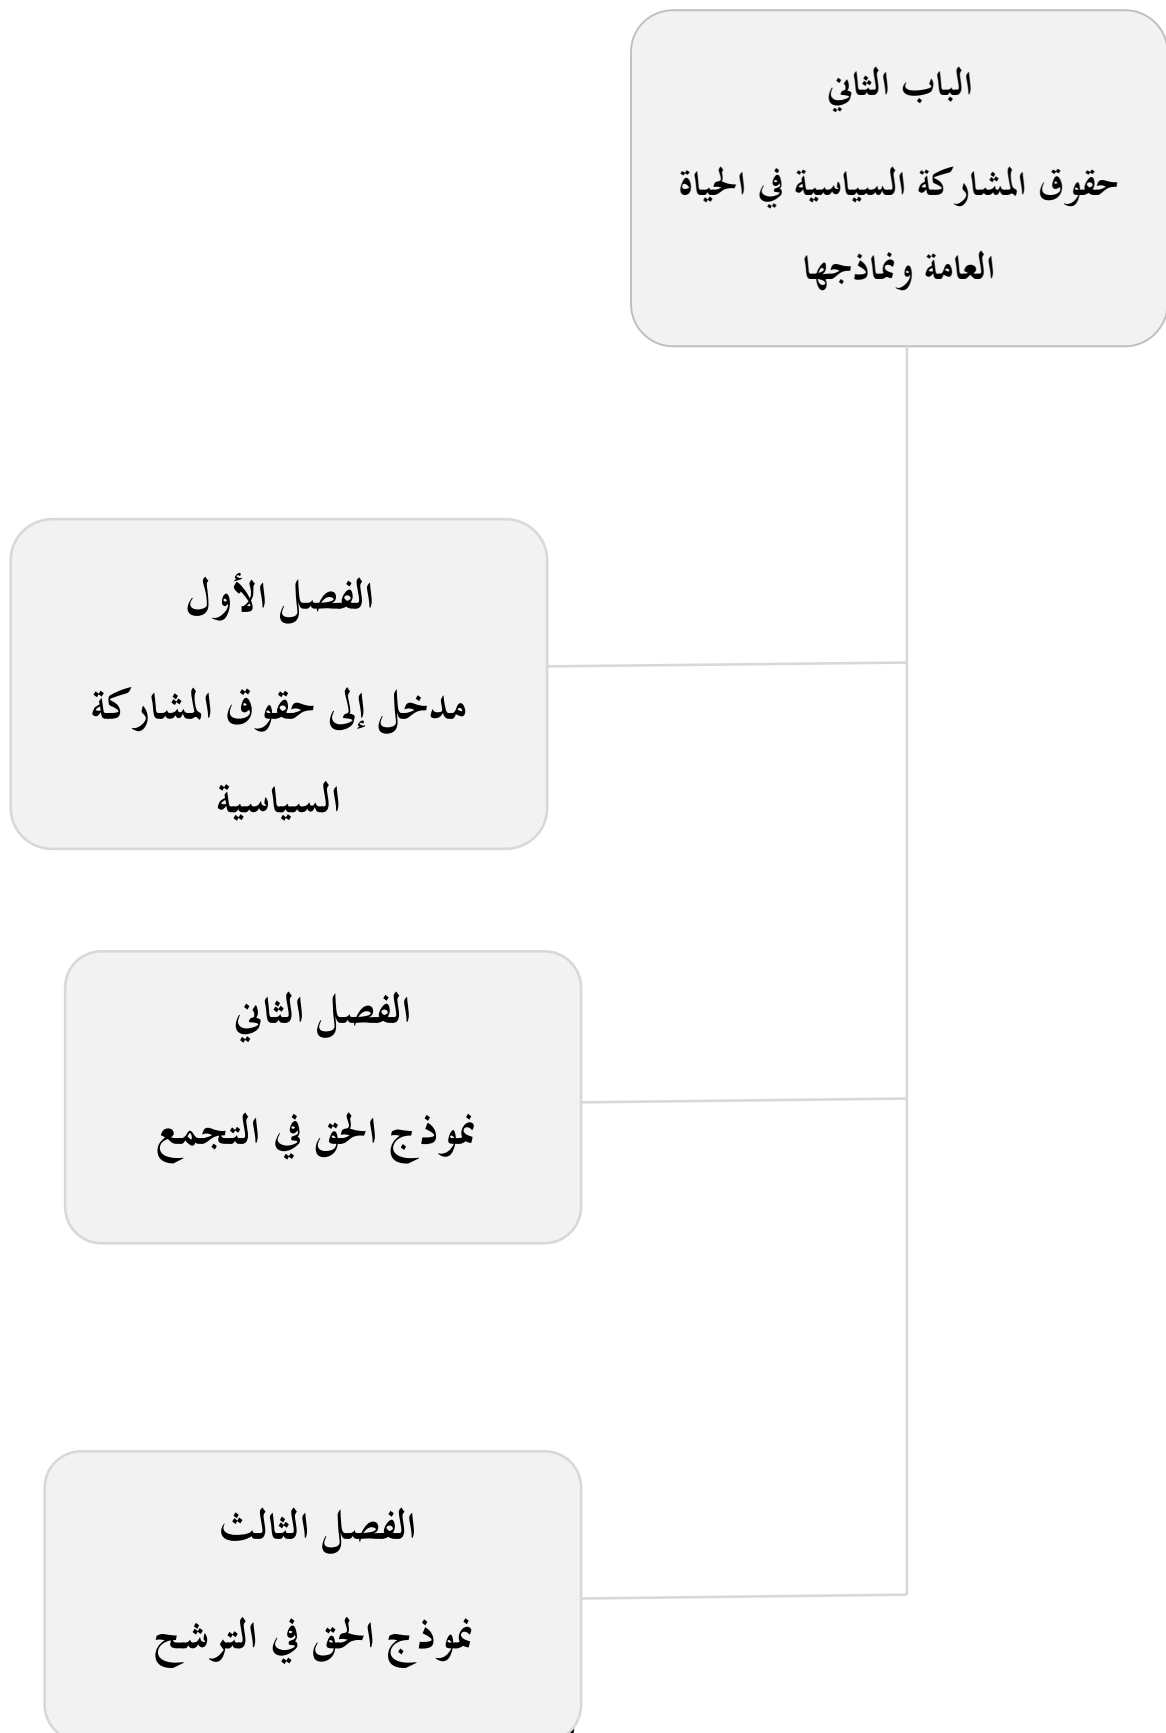 الباب الثاني
حقوق المشاركة السياسية في الحياة
العامة ونماذجها
الفصل الأول
مدخل إلى حقوق المشاركة
السياسية
الفصل الثاني
نموذج الحق في التجمع
الفصل الثالث
نموذج الحق في الترشح